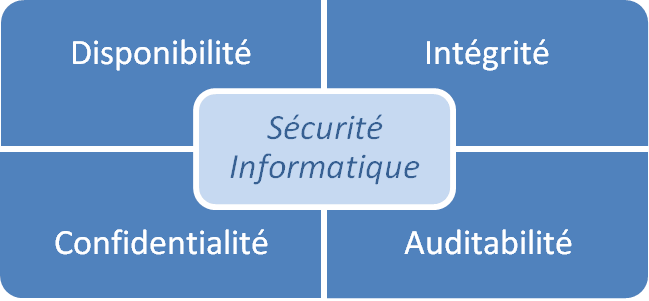 Disponibilité
Intégrité
Sécurité
Informatique
Confidentialité
Auditabilité